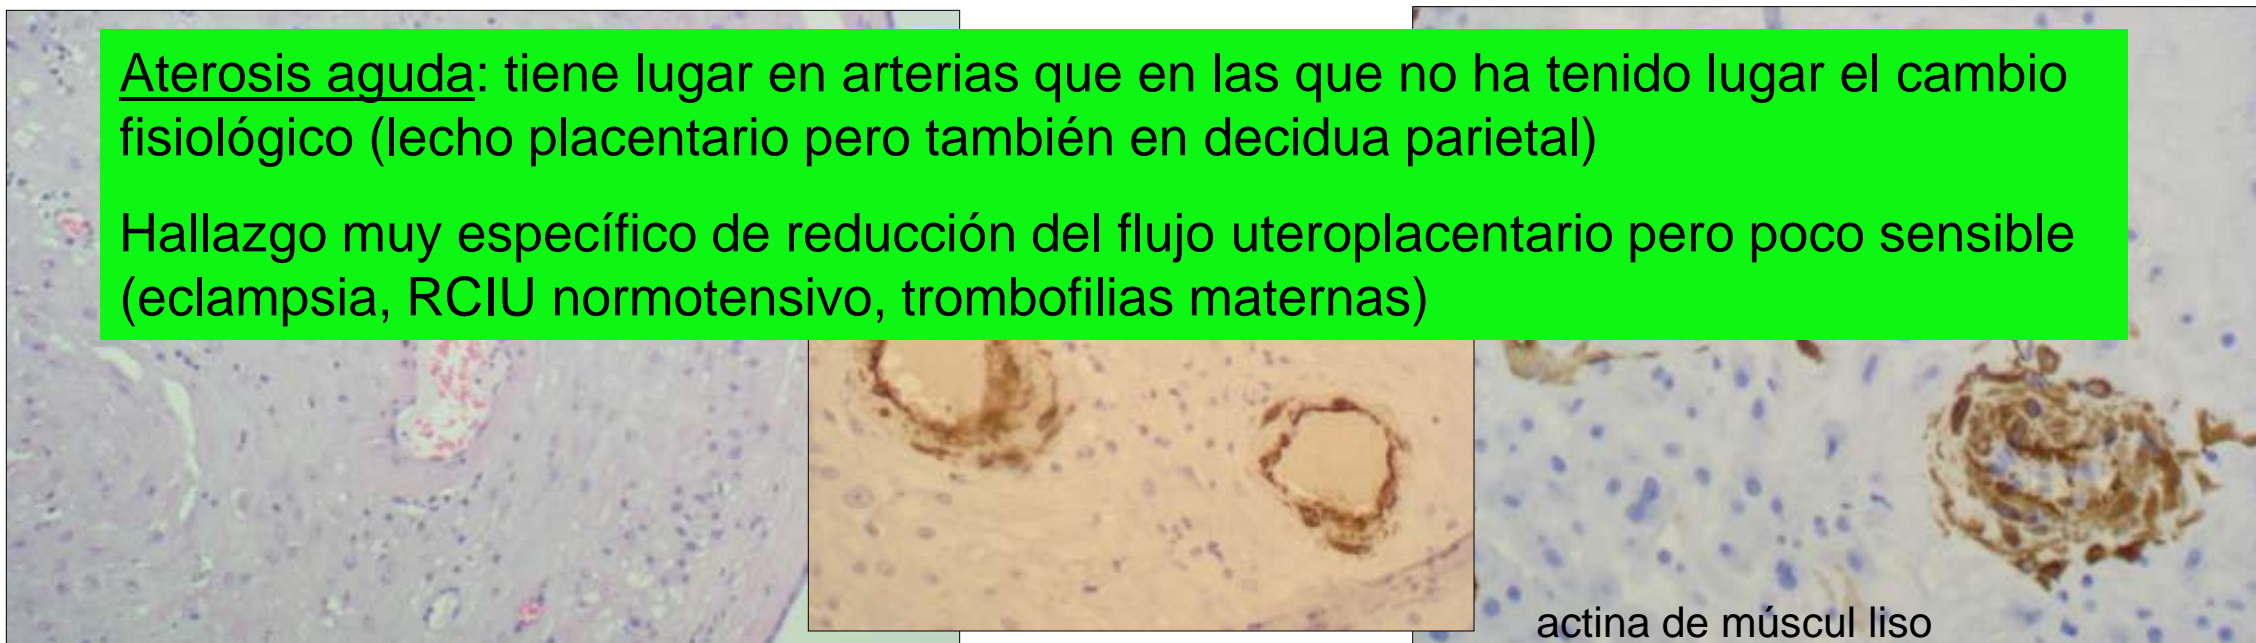 Aterosis aguda: tiene lugar en arterias que en las que no ha tenido lugar el cambio
fisiológico (lecho placentario pero también en decidua parietal)
Hallazgo muy específico de reducción del flujo uteroplacentario pero poco sensible
(eclampsia, RCIU normotensivo, trombofilias maternas)
actina de múscul liso